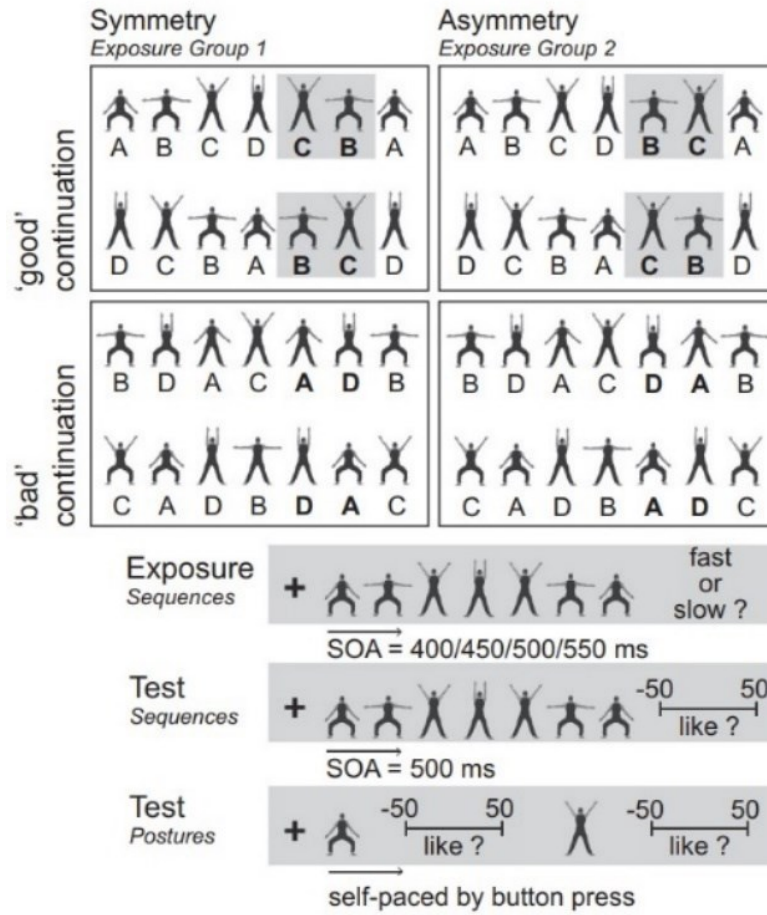 Symmetry
Exposure Group 1
Asymmetry
Exposure Group 2
'good' continuation
A B C D C B A
A B C D B C A
D C B A B C D
D C B A C B D
'bad' continuation
B D A C A D B
B D A C D A B
C A D B D A C
C A D B A D C
Exposure
Sequences
+
fast
or
slow ?
SOA = 400/450/500/550 ms
Test
Sequences
+
-50 50
like ?
SOA = 500 ms
Test
Postures
+
-50 50
like ?
-50 50
like ?
self-paced by button press